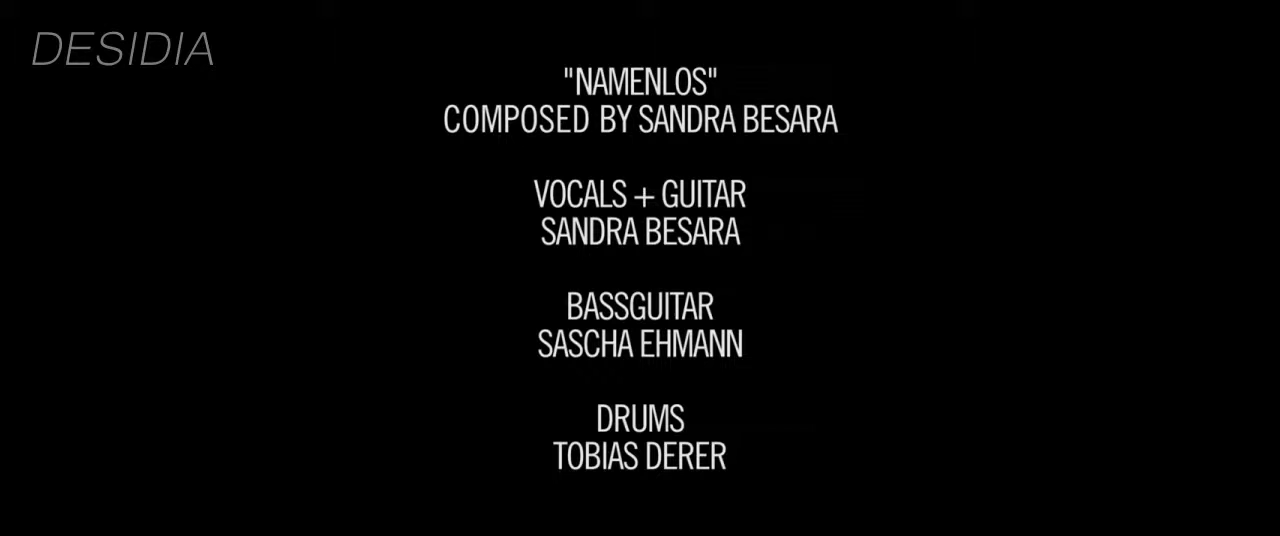 DESIDIA
"NAMENLOS"
COMPOSED BY SANDRA BESARA
VOCALS + GUITAR
SANDRA BESARA
BASSGUITAR
SASCHA EHMANN
DRUMS
TOBIAS DERER